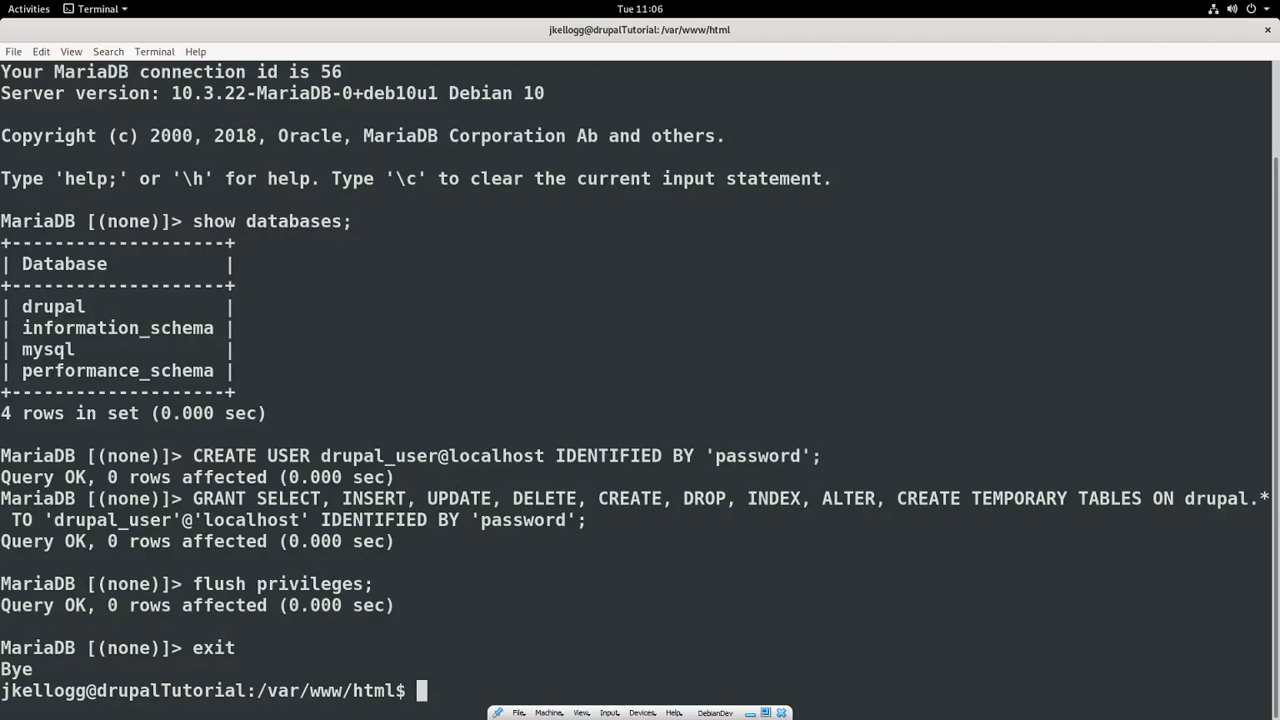 Activities Terminal Tue 11:06
jkellogg@drupalTutorial: /var/www/html ×
File Edit View Search Terminal Help
Your MariaDB connection id is 56
Server version: 10.3.22-MariaDB-0+deb10u1 Debian 10
Copyright (c) 2000, 2018, Oracle, MariaDB Corporation Ab and others.
Type 'help;' or '\h' for help. Type '\c' to clear the current input statement.
MariaDB [(none)]> show databases;
+--------------------+
| Database           |
+--------------------+
| drupal             |
| information_schema |
| mysql              |
| performance_schema |
+--------------------+
4 rows in set (0.000 sec)
MariaDB [(none)]> CREATE USER drupal_user@localhost IDENTIFIED BY 'password';
Query OK, 0 rows affected (0.000 sec)
MariaDB [(none)]> GRANT SELECT, INSERT, UPDATE, DELETE, CREATE, DROP, INDEX, ALTER, CREATE TEMPORARY TABLES ON drupal.*
 TO 'drupal_user'@'localhost' IDENTIFIED BY 'password';
Query OK, 0 rows affected (0.000 sec)
MariaDB [(none)]> flush privileges;
Query OK, 0 rows affected (0.000 sec)
MariaDB [(none)]> exit
Bye
jkellogg@drupalTutorial:/var/www/html$
File Machine View Input Devices Help DebianDev